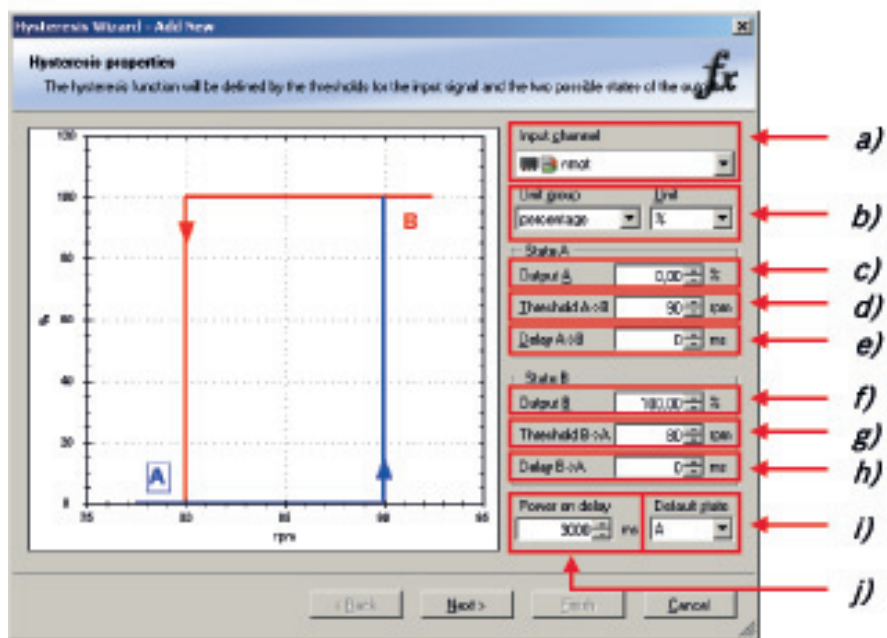 Hysteresis Wizard - Add New
Hysteresis properties
The hysteresis function will be defined by the thresholds for the input signal and the two possible states of the
fx
120
100
80
60
40
20
0
%
75
80
85
90
95
rpm
A
B
Input channel
nmot
Unit group
Unit
percentage
%
State A
Output A
0,00
%
Threshold A->B
90
rpm
Delay A->B
0
ms
State B
Output B
100,00
%
Threshold B->A
80
rpm
Delay B->A
0
ms
Power on delay
Default state
3000
ms
A
< Back
Next >
Finish
Cancel
a)
b)
c)
d)
e)
f)
g)
h)
i)
j)